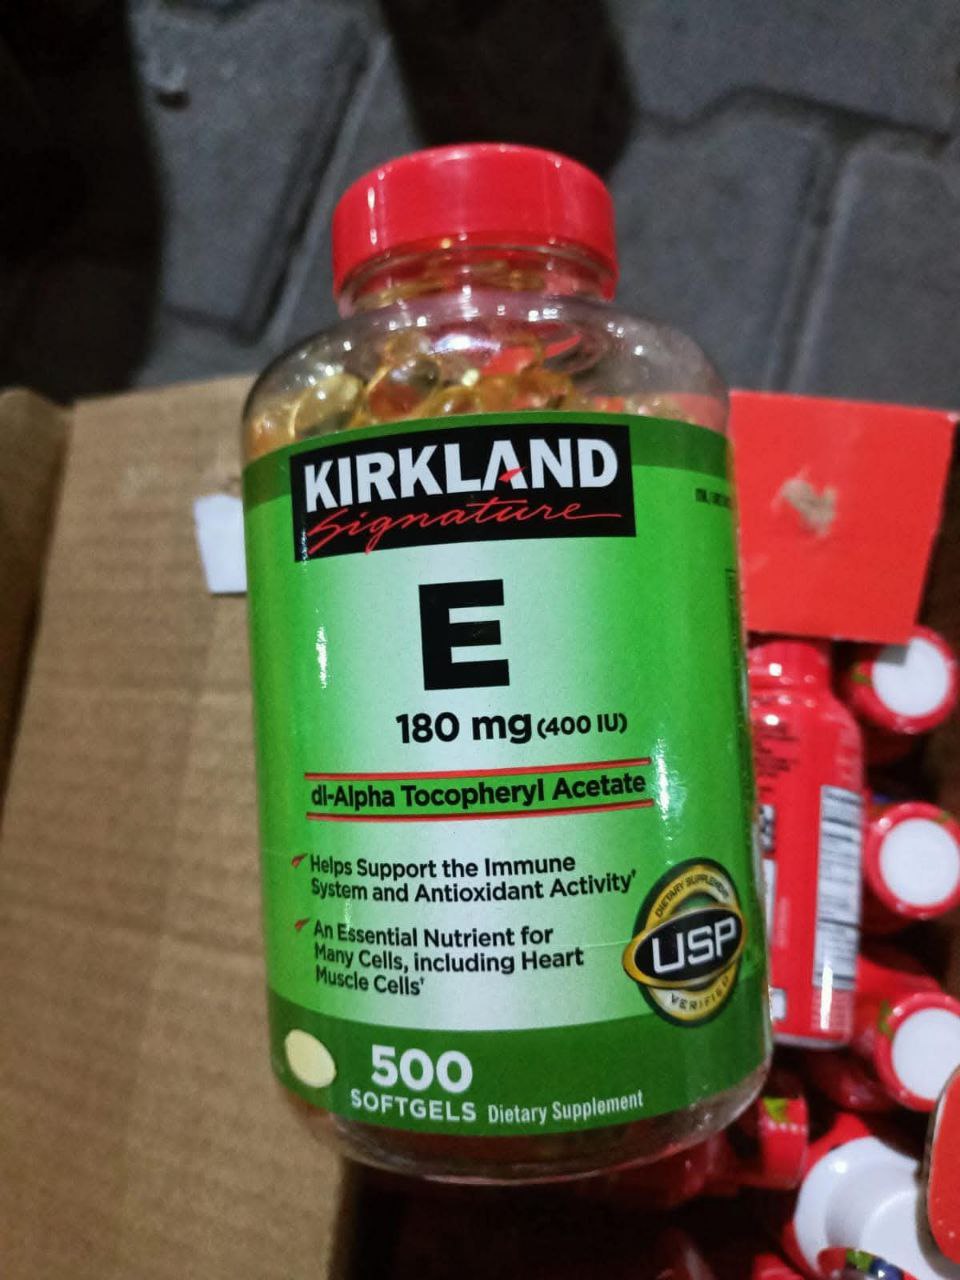 KIRKLAND
Signature
E
180 mg (400 IU)
dl-Alpha Tocopheryl Acetate
Helps Support the Immune
System and Antioxidant Activity†
An Essential Nutrient for
Many Cells, including Heart
Muscle Cells†
DIETARY SUPPLEMENT
USP
VERIFIED
500
SOFTGELS Dietary Supplement